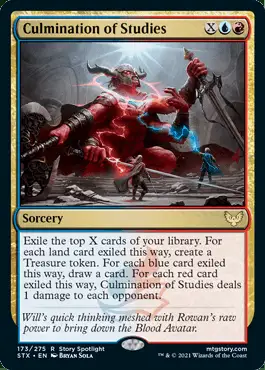 Culmination of Studies X
Sorcery
Exile the top X cards of your library. For each
land card exiled this way, create a
Treasure token. For each blue card exiled
this way, draw a card. For each red card
exiled this way, Culmination of Studies deals
1 damage to each opponent.
Will's quick thinking meshed with Rowan's raw
power to bring down the Blood Avatar.
173/275 R Story Spotlight mtgstory.com
STX • EN BRYAN SOLA ™ & © 2021 Wizards of the Coast